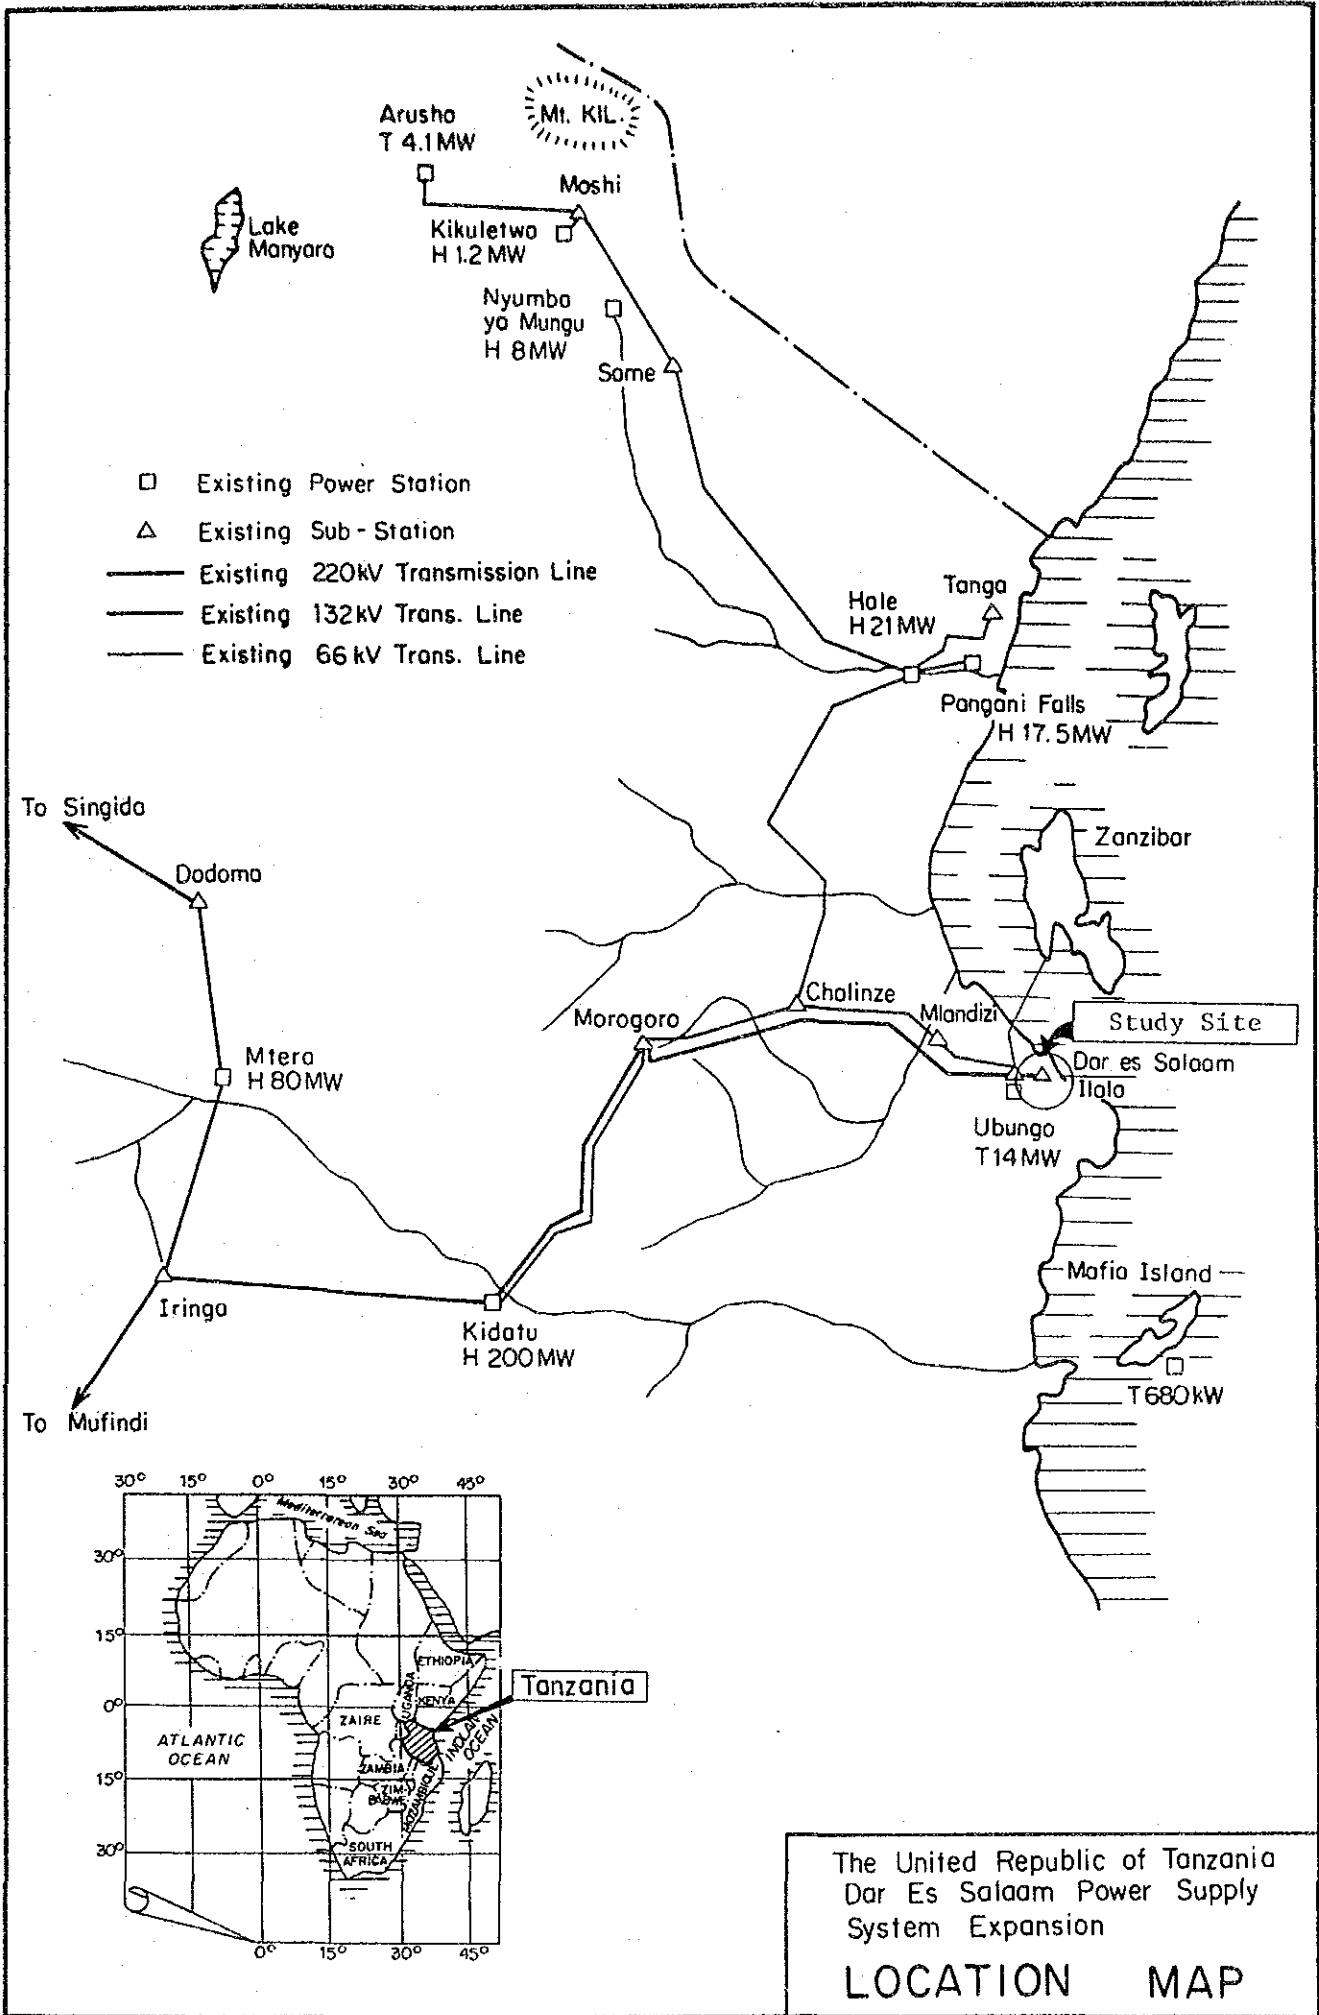 Arusha
T 4.1MW
Mt. KIL.
Moshi
Lake
Manyara
Kikuletwa
H 1.2MW
Nyumba
ya Mungu
H 8MW
Same
Existing Power Station
Existing Sub-Station
Existing 220kV Transmission Line
Existing 132kV Trans. Line
Existing 66kV Trans. Line
Hale
H 21MW
Tanga
Pangani Falls
H 17.5MW
To Singida
Dodoma
Zanzibar
Chalinze
Mlandizi
Morogoro
Study Site
Mtera
H 80MW
Dar es Salaam
Ilala
Ubungo
T 14MW
Mafia Island
Iringa
Kidatu
H 200MW
T 680kW
To Mufindi
30° 15° 0° 15° 30° 45°
Mediterranean Sea
30°
15°
ETHIOPIA
Tanzania
UGANDA
KENYA
0°
ZAIRE
ATLANTIC
OCEAN
INDIAN
OCEAN
ZAMBIA
15°
ZIM-
BABWE
MOZAMBIQUE
30°
SOUTH
AFRICA
0° 15° 30° 45°
The United Republic of Tanzania
Dar Es Salaam Power Supply
System Expansion
LOCATION MAP